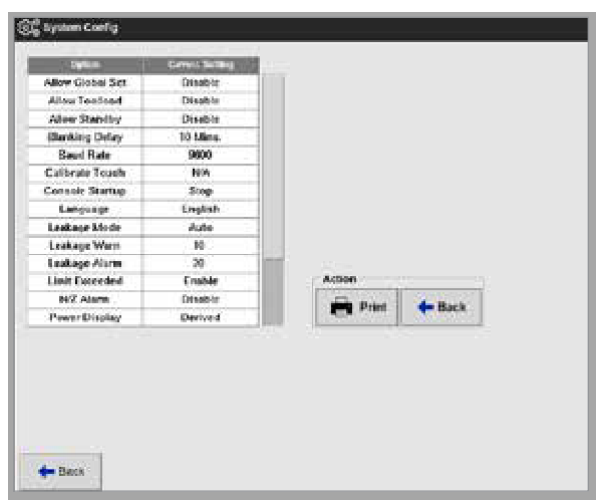 System Config
Option Current Setting
Allow Global Set Disable
Allow Toolload Disable
Allow Standby Disable
Blanking Delay 10 Mins.
Baud Rate 9600
Calibrate Touch N/A
Console Startup Stop
Language English
Leakage Mode Auto
Leakage Warn 10
Leakage Alarm 20
Limit Exceeded Enable
N/Z Alarm Disable
Power Display Derived
Action
Print Back
Back